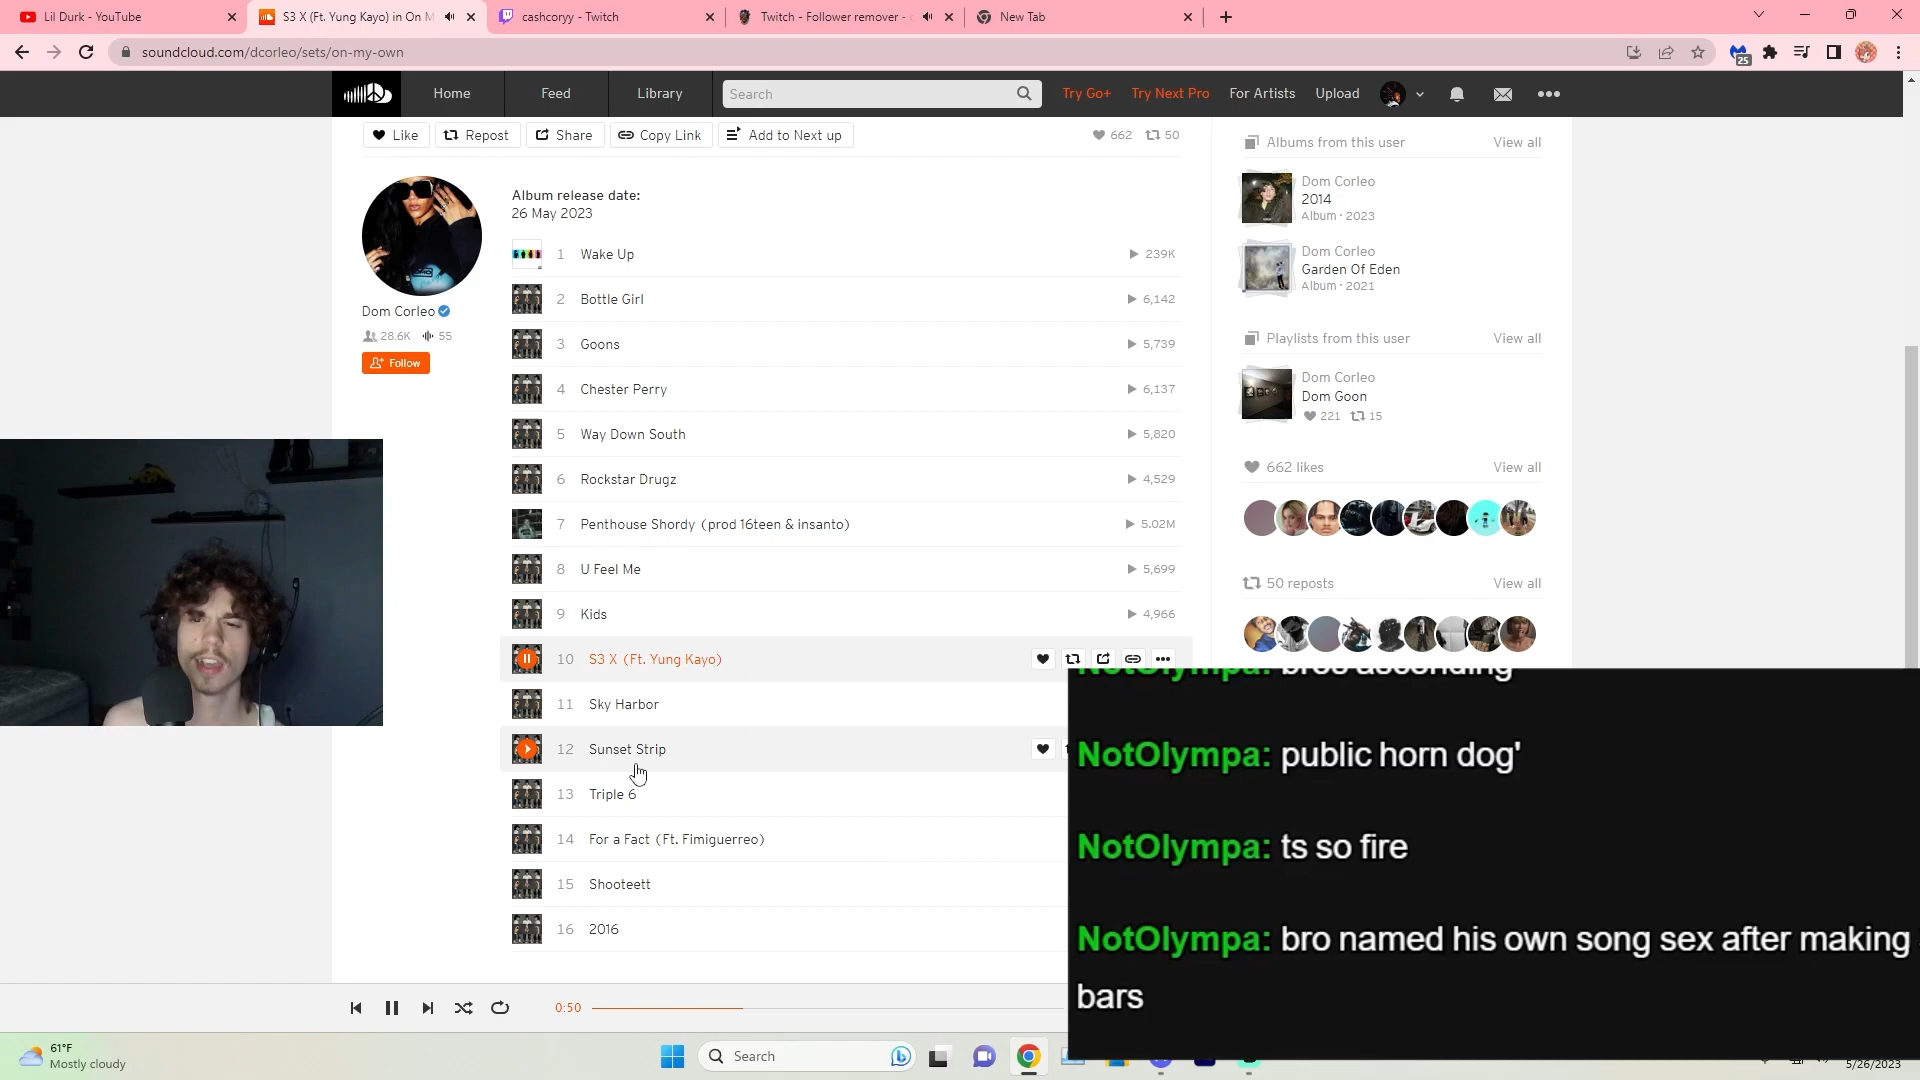 Lil Durk - YouTube
S3 X (Ft. Yung Kayo) in On M
cashcoryy - Twitch
Twitch - Follower remover -
New Tab
soundcloud.com/dcorleo/sets/on-my-own
25
Home
Feed
Library
Search
Try Go+
Try Next Pro
For Artists
Upload
Like
Repost
Share
Copy Link
Add to Next up
662
50
Album release date:
26 May 2023
Dom Corleo
28.6K
55
Follow
1 Wake Up 239K
2 Bottle Girl 6,142
3 Goons 5,739
4 Chester Perry 6,137
5 Way Down South 5,820
6 Rockstar Drugz 4,529
7 Penthouse Shordy (prod 16teen & insanto) 5.02M
8 U Feel Me 5,699
9 Kids 4,966
10 S3 X (Ft. Yung Kayo)
11 Sky Harbor
12 Sunset Strip
13 Triple 6
14 For a Fact (Ft. Fimiguerreo)
15 Shooteett
16 2016
Albums from this user
View all
Dom Corleo
2014
Album · 2023
Dom Corleo
Garden Of Eden
Album · 2021
Playlists from this user
View all
Dom Corleo
Dom Goon
221
15
662 likes
View all
50 reposts
View all
NotOlympa: bros ascending
NotOlympa: public horn dog'
NotOlympa: ts so fire
NotOlympa: bro named his own song sex after making
bars
0:50
61°F
Mostly cloudy
Search
5/26/2023